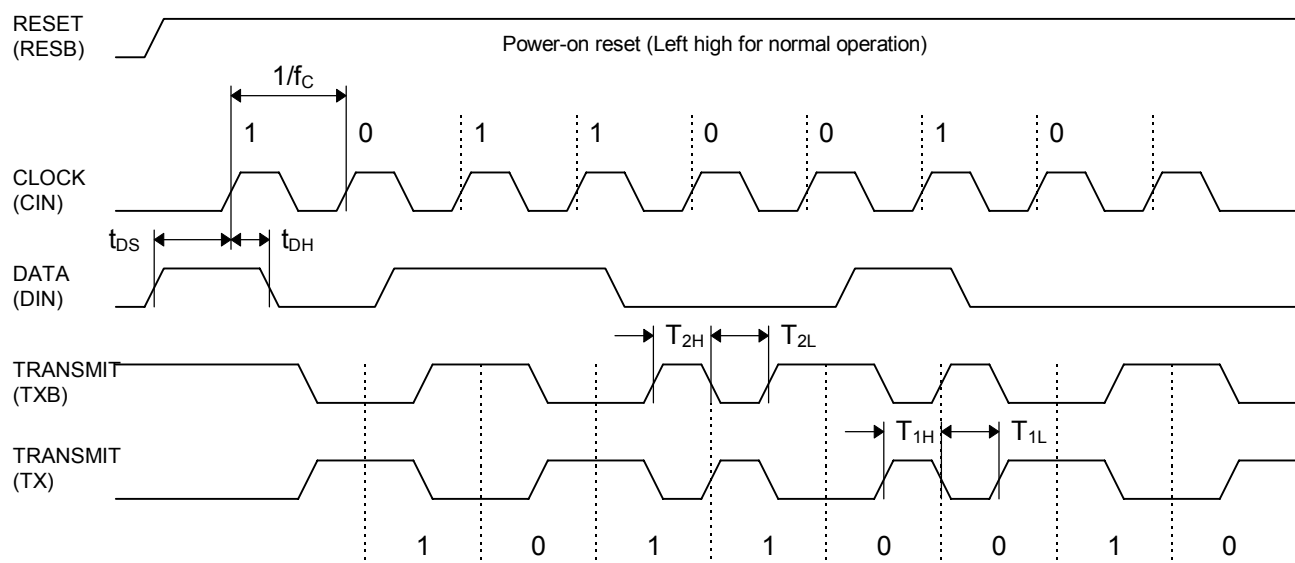 RESET
(RESB)
Power-on reset (Left high for normal operation)
1/fC
1 0 1 1 0 0 1 0
CLOCK
(CIN)
tDS tDH
DATA
(DIN)
T2H T2L
TRANSMIT
(TXB)
T1H T1L
TRANSMIT
(TX)
1 0 1 1 0 0 1 0